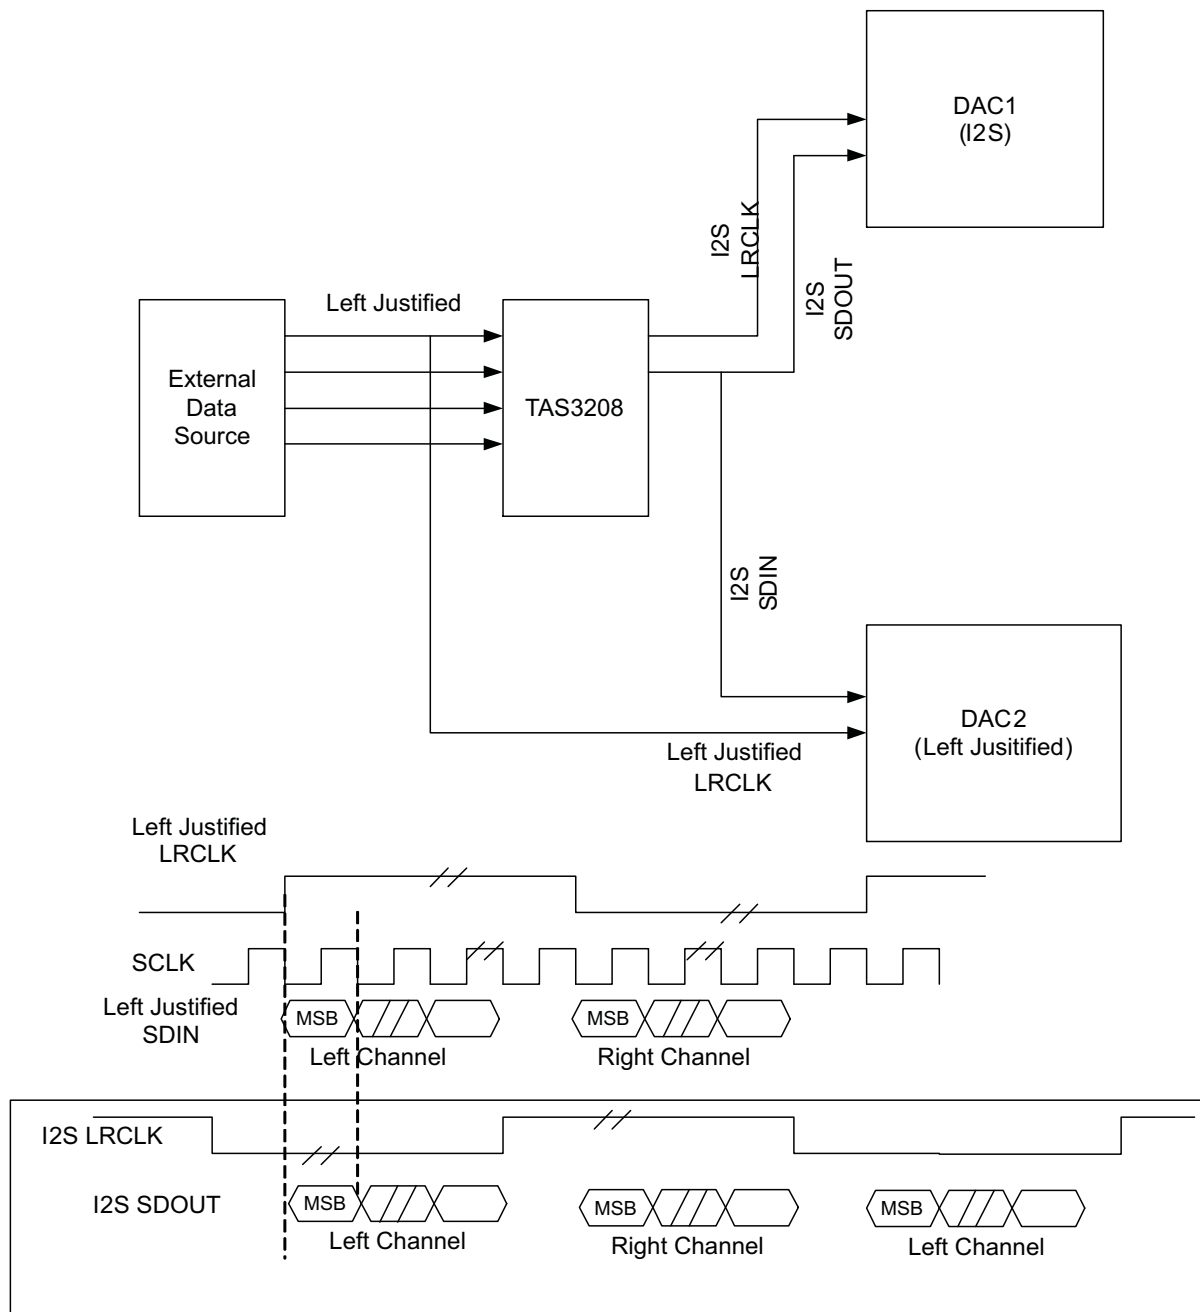 DAC1
(I2S)
I2S
LRCLK
I2S
SDOUT
Left Justified
External
Data
Source
TAS3208
I2S
SDIN
DAC2
(Left Jusitified)
Left Justified
LRCLK
Left Justified
LRCLK
SCLK
Left Justified
SDIN
MSB
MSB
Left Channel
Right Channel
I2S LRCLK
I2S SDOUT
MSB
MSB
MSB
Left Channel
Right Channel
Left Channel